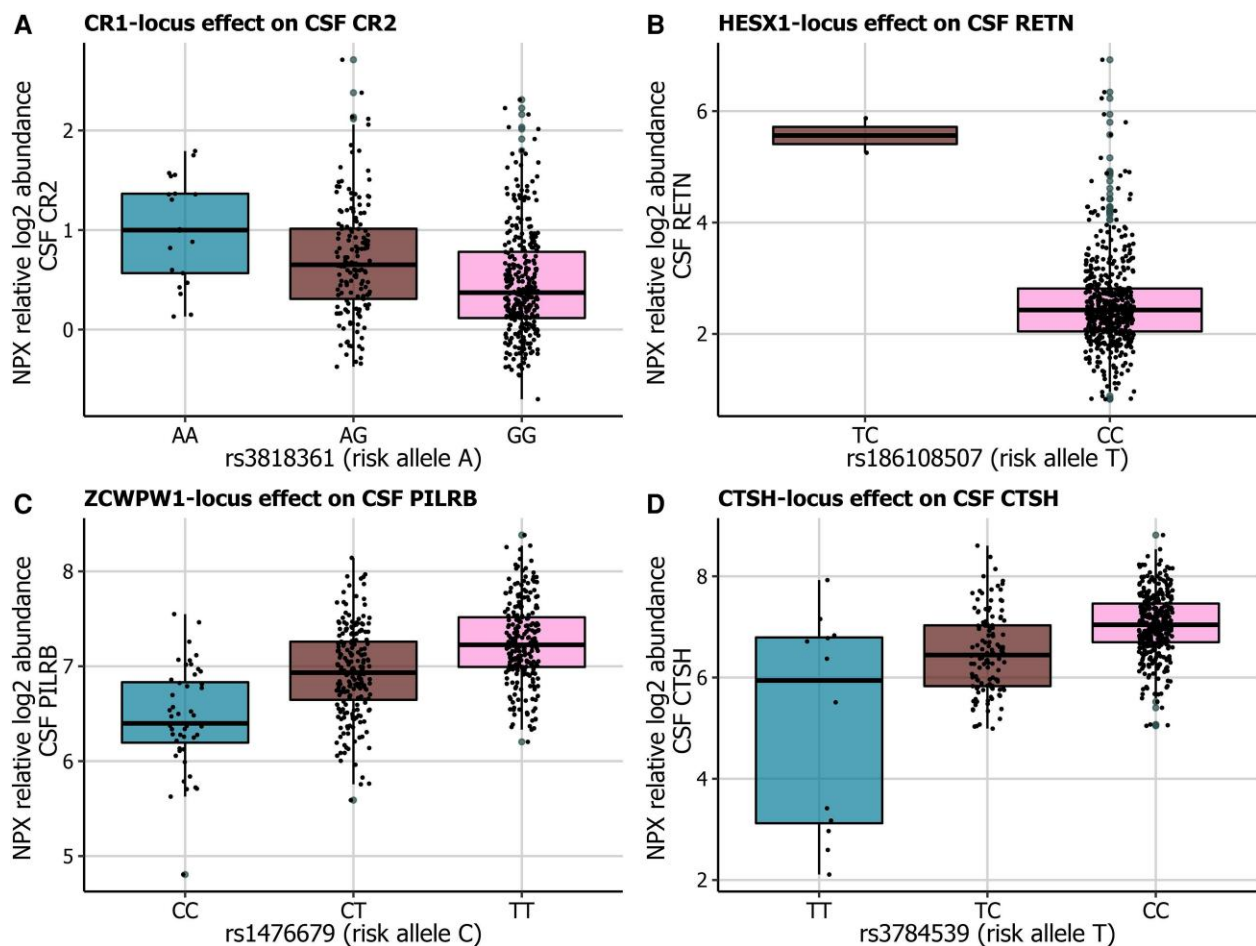 A CR1-locus effect on CSF CR2
NPX relative log2 abundance
CSF CR2
2
1
0
AA AG GG
rs3818361 (risk allele A)
B HESX1-locus effect on CSF RETN
NPX relative log2 abundance
CSF RETN
6
4
2
TC CC
rs186108507 (risk allele T)
C ZCWPW1-locus effect on CSF PILRB
NPX relative log2 abundance
CSF PILRB
8
7
6
5
CC CT TT
rs1476679 (risk allele C)
D CTSH-locus effect on CSF CTSH
NPX relative log2 abundance
CSF CTSH
8
6
4
2
TT TC CC
rs3784539 (risk allele T)